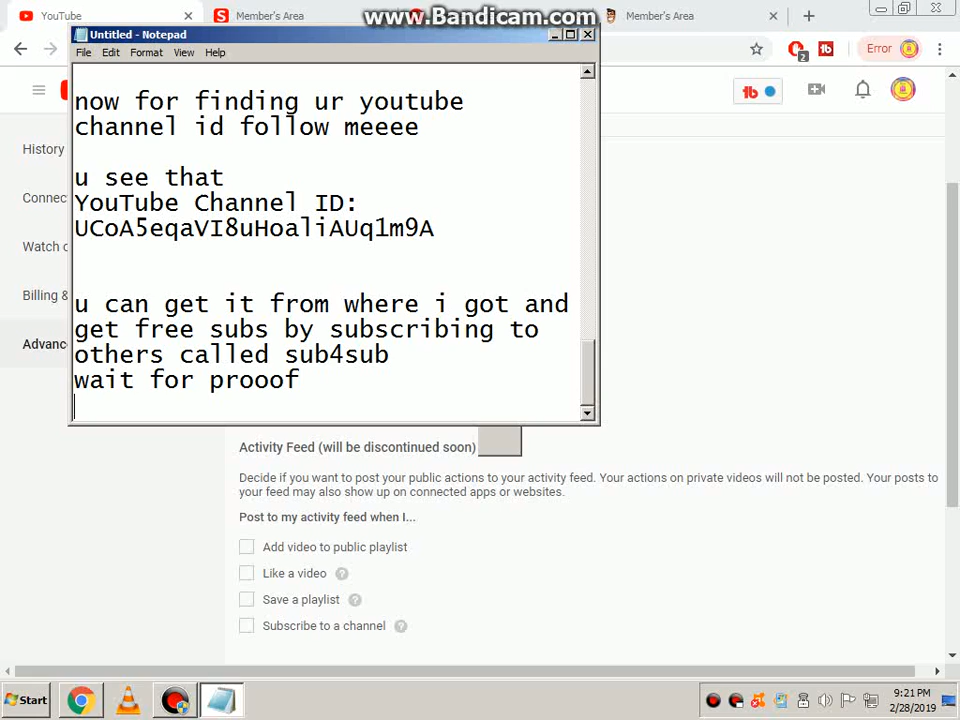 YouTube
Member's Area
www.Bandicam.com
Member's Area
Error
2
Untitled - Notepad
File Edit Format View Help
now for finding ur youtube
channel id follow meeee
u see that
YouTube Channel ID:
UCoA5eqaVI8uHoaliAUq1m9A
u can get it from where i got and
get free subs by subscribing to
others called sub4sub
wait for prooof
History
Connec
Watch o
Billing &
Advanc
Activity Feed (will be discontinued soon)
Decide if you want to post your public actions to your activity feed. Your actions on private videos will not be posted. Your posts to
your feed may also show up on connected apps or websites.
Post to my activity feed when I...
Add video to public playlist
Like a video ?
Save a playlist ?
Subscribe to a channel ?
Start
9:21 PM
2/28/2019